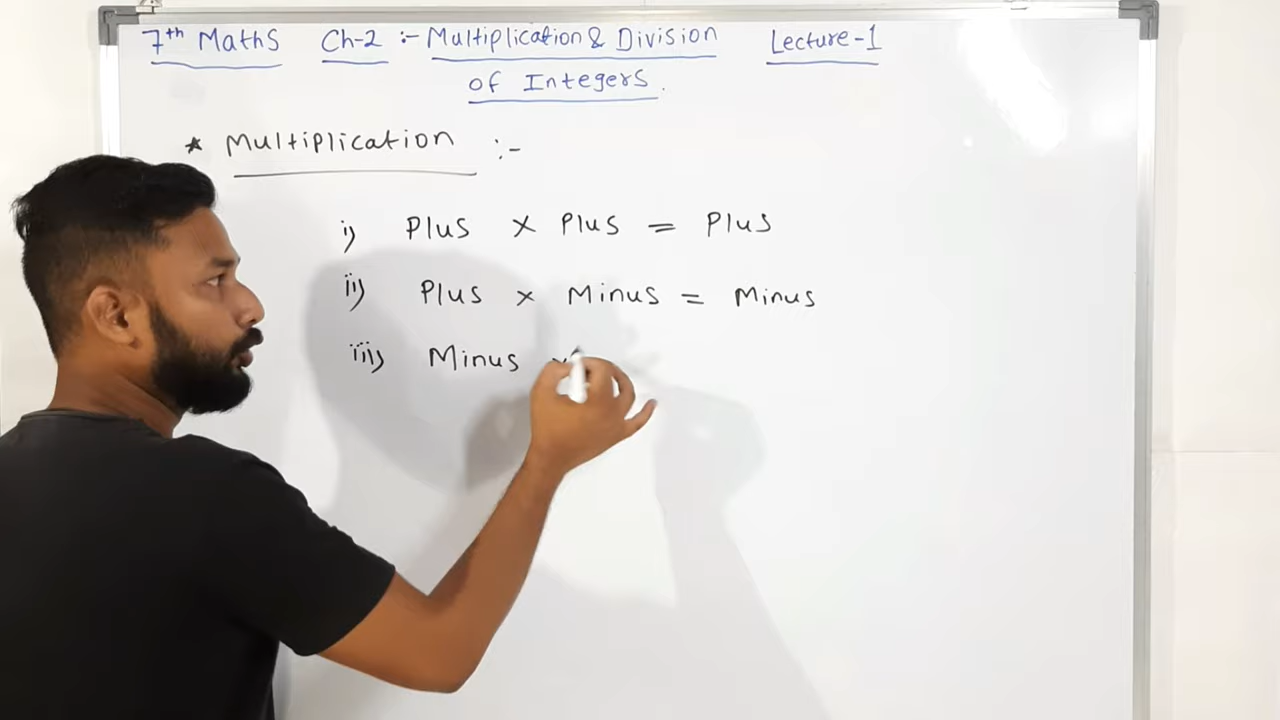 7th Maths Ch-2 :- Multiplication & Division Lecture-1
of Integers.
* Multiplication :-
i) Plus × Plus = Plus
ii) Plus × Minus = Minus
iii) Minus ×